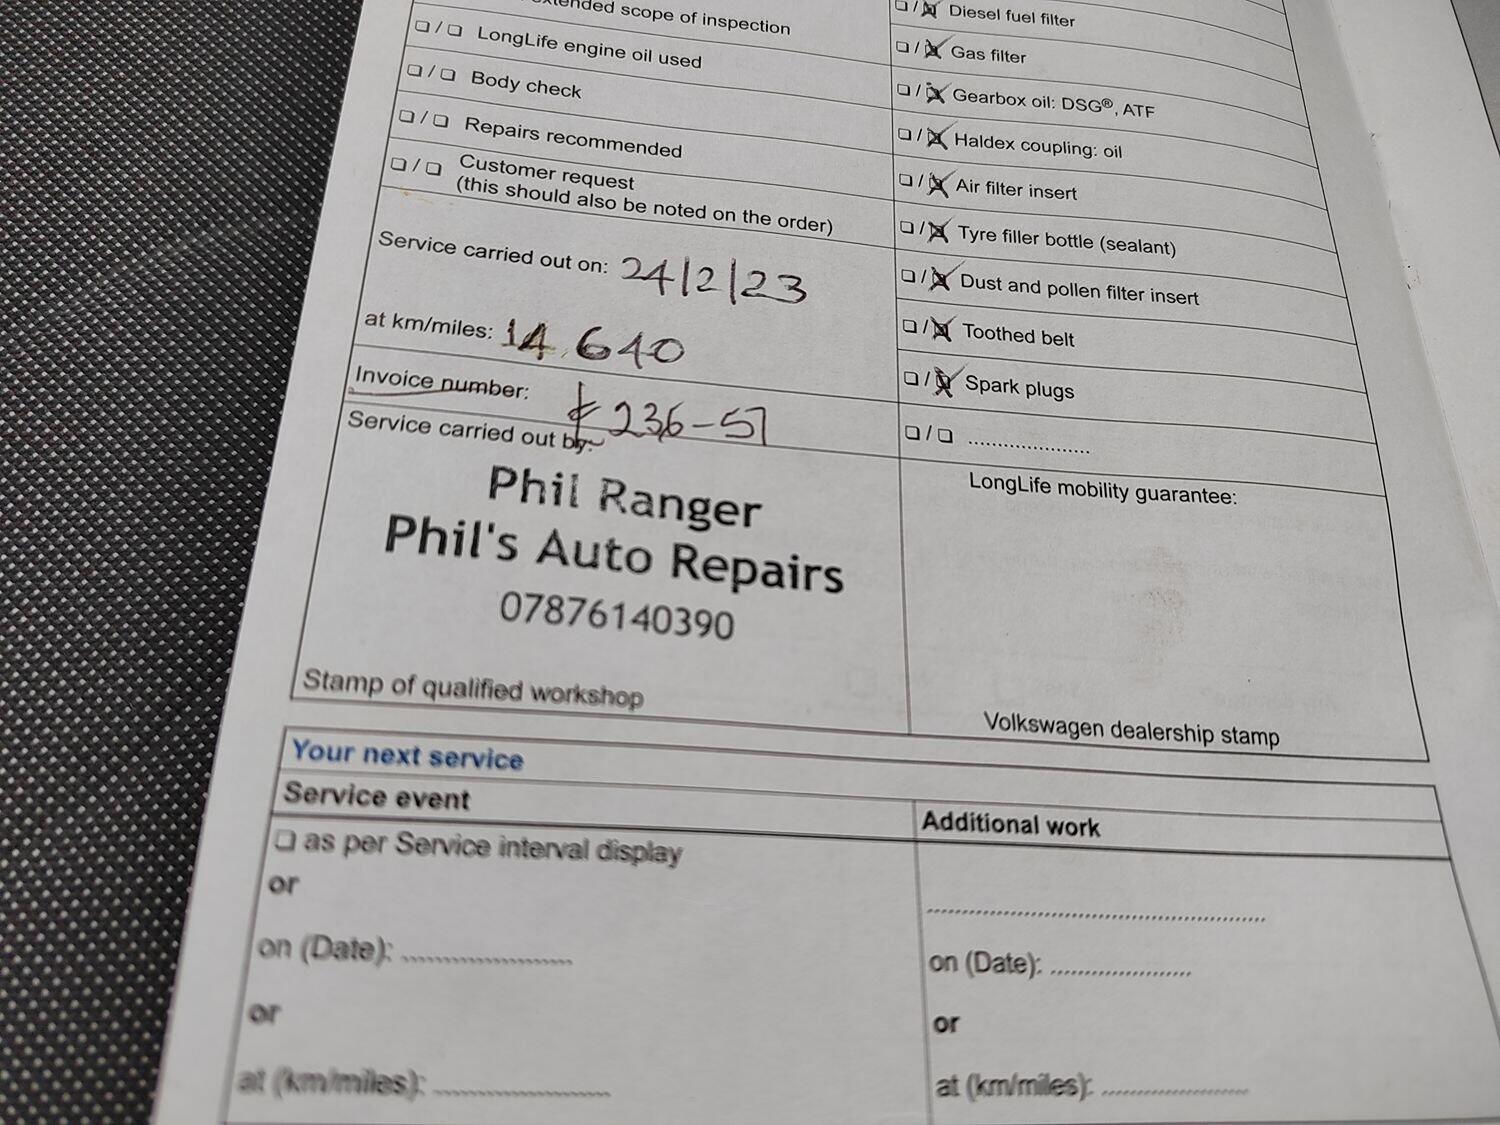 extended scope of inspection
❏ / ❏ LongLife engine oil used
❏ / ❏ Body check
❏ / ❏ Repairs recommended
❏ / ❏ Customer request
(this should also be noted on the order)
Service carried out on: 24/2/23
at km/miles: 14,640
Invoice number: £236-57
Service carried out by:
Phil Ranger
Phil's Auto Repairs
07876140390
Stamp of qualified workshop
❏ / ☒ Diesel fuel filter
❏ / ☒ Gas filter
❏ / ☒ Gearbox oil: DSG®, ATF
❏ / ☒ Haldex coupling: oil
❏ / ☒ Air filter insert
❏ / ☒ Tyre filler bottle (sealant)
❏ / ☒ Dust and pollen filter insert
❏ / ☒ Toothed belt
❏ / ☒ Spark plugs
❏ / ❏ .....................
LongLife mobility guarantee:
Volkswagen dealership stamp
Your next service
Service event
❏ as per Service interval display
or
on (Date): .....................
or
at (km/miles): .....................
Additional work
..........................................
on (Date): .....................
or
at (km/miles): .....................